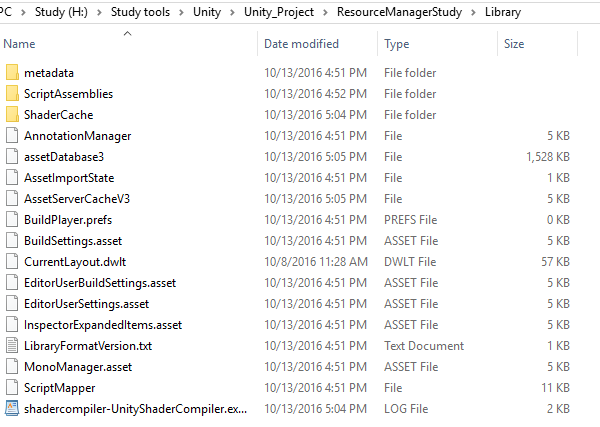 PC › Study (H:) › Study tools › Unity › Unity_Project › ResourceManagerStudy › Library
Name Date modified Type Size
metadata 10/13/2016 4:51 PM File folder
ScriptAssemblies 10/13/2016 4:52 PM File folder
ShaderCache 10/13/2016 5:04 PM File folder
AnnotationManager 10/13/2016 4:51 PM File 5 KB
assetDatabase3 10/13/2016 5:05 PM File 1,528 KB
AssetImportState 10/13/2016 4:51 PM File 1 KB
AssetServerCacheV3 10/13/2016 5:05 PM File 5 KB
BuildPlayer.prefs 10/13/2016 4:51 PM PREFS File 0 KB
BuildSettings.asset 10/13/2016 4:51 PM ASSET File 5 KB
CurrentLayout.dwlt 10/8/2016 11:28 AM DWLT File 57 KB
EditorUserBuildSettings.asset 10/13/2016 4:51 PM ASSET File 5 KB
EditorUserSettings.asset 10/13/2016 4:51 PM ASSET File 5 KB
InspectorExpandedItems.asset 10/13/2016 4:51 PM ASSET File 5 KB
LibraryFormatVersion.txt 10/13/2016 4:51 PM Text Document 1 KB
MonoManager.asset 10/13/2016 4:51 PM ASSET File 5 KB
ScriptMapper 10/13/2016 4:51 PM File 11 KB
shadercompiler-UnityShaderCompiler.ex... 10/13/2016 5:04 PM LOG File 2 KB